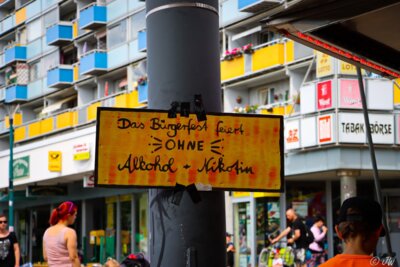 Das Bürgerfest feiert
OHNE
Alkohol + Nikotin
TABAK BÖRSE